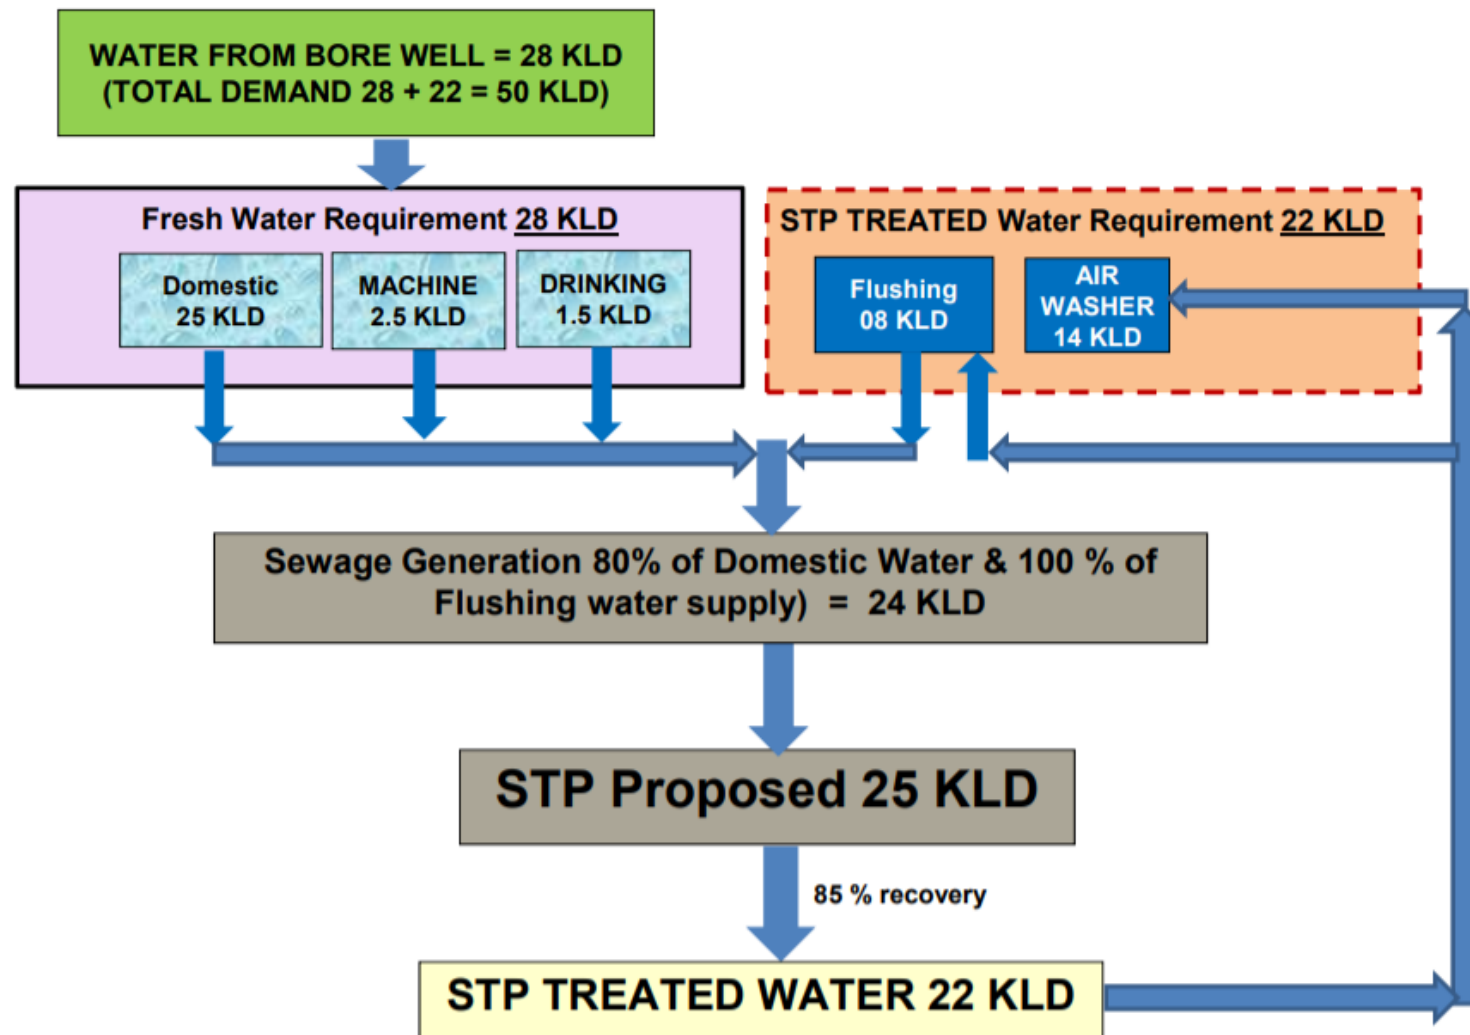 WATER FROM BORE WELL = 28 KLD
(TOTAL DEMAND 28 + 22 = 50 KLD)
Fresh Water Requirement 28 KLD
Domestic
25 KLD
MACHINE
2.5 KLD
DRINKING
1.5 KLD
STP TREATED Water Requirement 22 KLD
Flushing
08 KLD
AIR
WASHER
14 KLD
Sewage Generation 80% of Domestic Water & 100 % of
Flushing water supply)  =  24 KLD
STP Proposed 25 KLD
85 % recovery
STP TREATED WATER 22 KLD